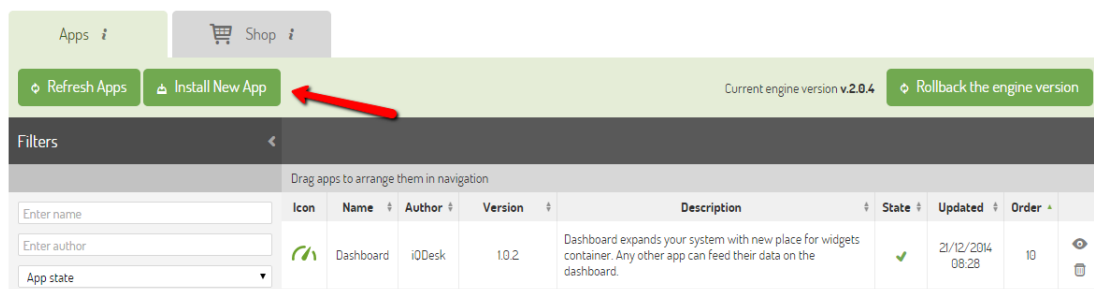 Apps i
Shop i
Refresh Apps
Install New App
Current engine version v.2.0.4
Rollback the engine version
Filters
Drag apps to arrange them in navigation
Icon Name Author Version Description State Updated Order
Enter name
Enter author
App state
Dashboard iQDesk 1.0.2
Dashboard expands your system with new place for widgets
container. Any other app can feed their data on the
dashboard.
21/12/2014
08:28
10